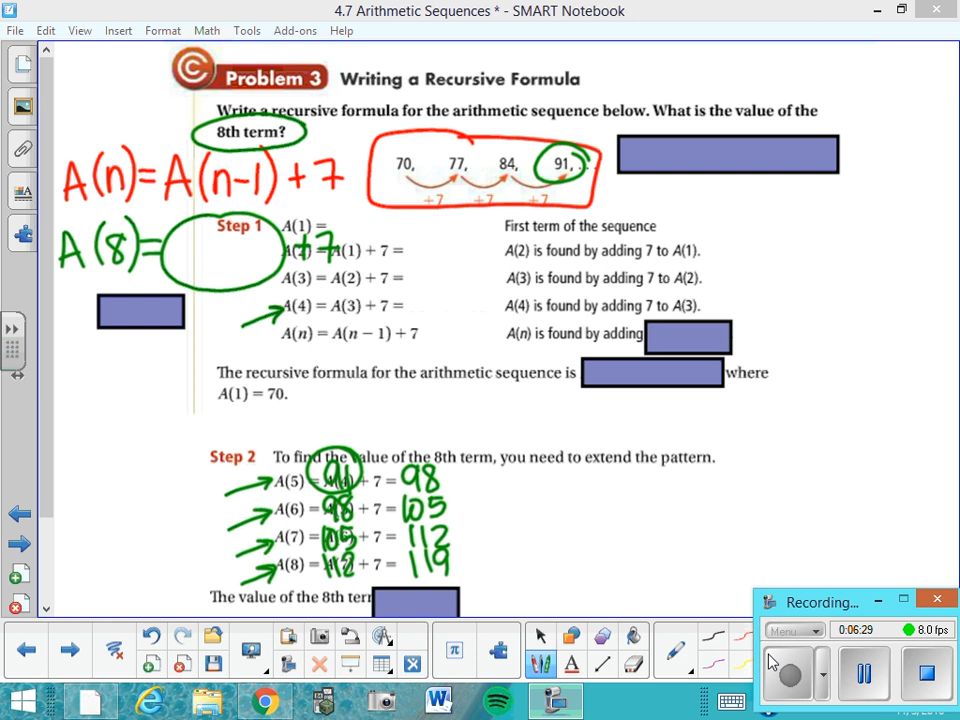 4.7 Arithmetic Sequences * - SMART Notebook
File Edit View Insert Format Math Tools Add-ons Help
C Problem 3 Writing a Recursive Formula
Write a recursive formula for the arithmetic sequence below. What is the value of the
8th term?
A(n)=A(n-1)+7
70, 77, 84, 91, ...
+7 +7 +7
Step 1 A(1) = First term of the sequence
A(8)= +7
A(2) = A(1) + 7 = A(2) is found by adding 7 to A(1).
A(3) = A(2) + 7 = A(3) is found by adding 7 to A(2).
A(4) = A(3) + 7 = A(4) is found by adding 7 to A(3).
A(n) = A(n − 1) + 7 A(n) is found by adding
The recursive formula for the arithmetic sequence is where
A(1) = 70.
Step 2 To find the value of the 8th term, you need to extend the pattern.
A(5) = 91 + 7 = 98
A(6) = 98 + 7 = 105
A(7) = 105 + 7 = 112
A(8) = 112 + 7 = 119
The value of the 8th
Recording...
Menu 0:06:29 8.0 fps